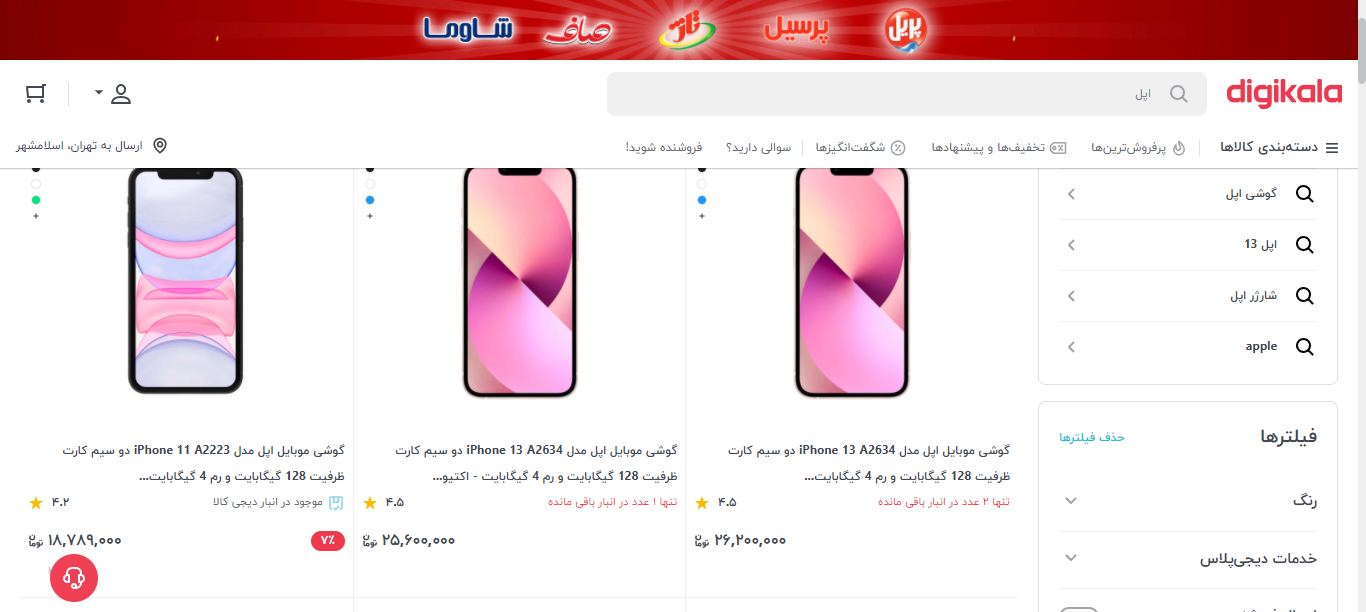 پریل پرسیل تاژ صاف شاوما
digikala
اپل
دسته‌بندی کالاها
پرفروش‌ترین‌ها
تخفیف‌ها و پیشنهادها
شگفت‌انگیزها
سوالی دارید؟
فروشنده شوید!
ارسال به تهران، اسلامشهر
گوشی اپل
اپل 13
شارژر اپل
apple
فیلترها
حذف فیلترها
رنگ
خدمات دیجی‌پلاس
گوشی موبایل اپل مدل iPhone 13 A2634 دو سیم کارت
ظرفیت 128 گیگابایت و رم 4 گیگابایت...
تنها ۲ عدد در انبار باقی مانده
۴.۵
۲۶,۲۰۰,۰۰۰ تومان
گوشی موبایل اپل مدل iPhone 13 A2634 دو سیم کارت
ظرفیت 128 گیگابایت و رم 4 گیگابایت - اکتیو...
تنها ۱ عدد در انبار باقی مانده
۴.۵
۲۵,۶۰۰,۰۰۰ تومان
گوشی موبایل اپل مدل iPhone 11 A2223 دو سیم کارت
ظرفیت 128 گیگابایت و رم 4 گیگابایت...
موجود در انبار دیجی کالا
۴.۲
۷٪
۱۸,۷۸۹,۰۰۰ تومان